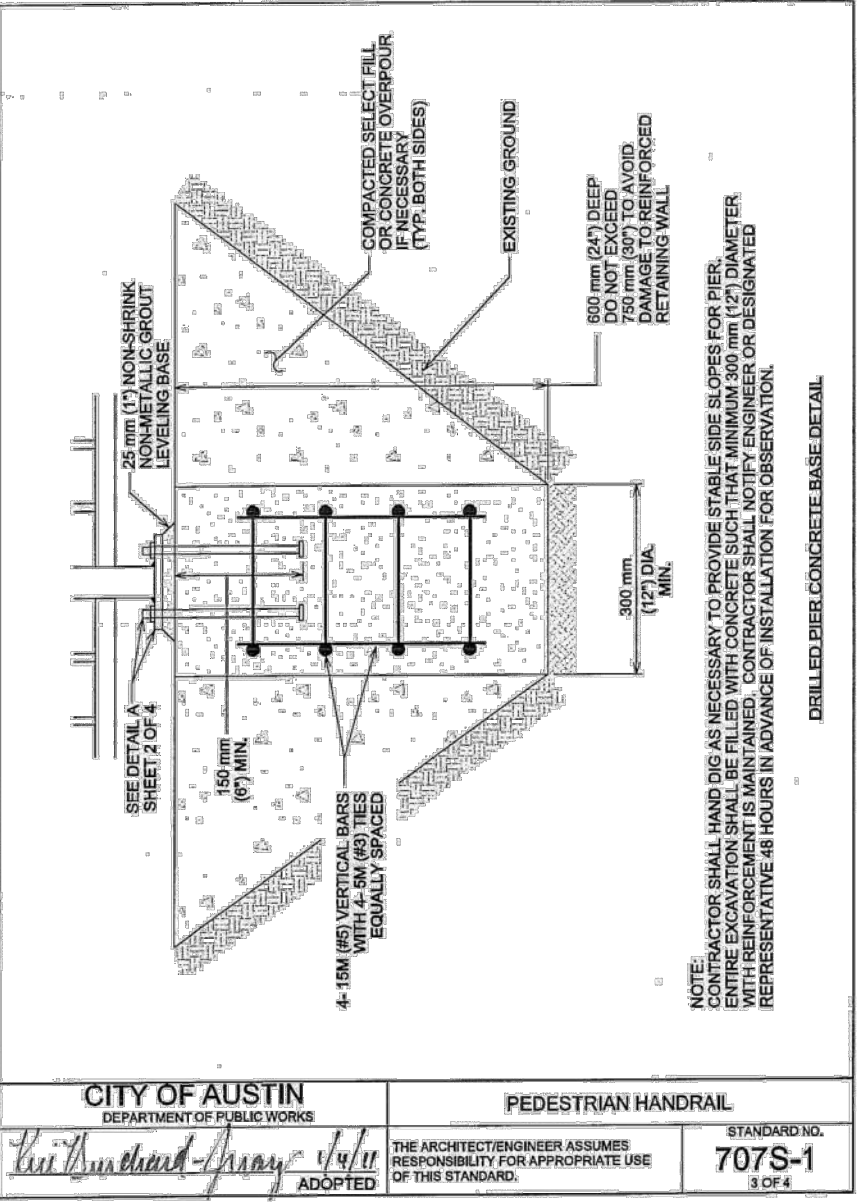 25 mm (1") NON-SHRINK
NON-METALLIC GROUT
LEVELING BASE
COMPACTED SELECT FILL
OR CONCRETE OVERPOUR
IF NECESSARY
(TYP. BOTH SIDES)
EXISTING GROUND
600 mm (24") DEEP
DO NOT EXCEED
750 mm (30") TO AVOID
DAMAGE TO REINFORCED
RETAINING WALL
SEE DETAIL A
SHEET 2 OF 4
150 mm
(6") MIN.
4- 15M (#5) VERTICAL BARS
WITH 4- 5M (#3) TIES
EQUALLY SPACED
300 mm
(12") DIA.
MIN.
NOTE:
CONTRACTOR SHALL HAND DIG AS NECESSARY TO PROVIDE STABLE SIDE SLOPES FOR PIER.
ENTIRE EXCAVATION SHALL BE FILLED WITH CONCRETE SUCH THAT MINIMUM 300 mm (12") DIAMETER
WITH REINFORCEMENT IS MAINTAINED. CONTRACTOR SHALL NOTIFY ENGINEER OR DESIGNATED
REPRESENTATIVE 48 HOURS IN ADVANCE OF INSTALLATION FOR OBSERVATION.
DRILLED PIER CONCRETE BASE DETAIL
CITY OF AUSTIN
DEPARTMENT OF PUBLIC WORKS
1/4/11
ADOPTED
PEDESTRIAN HANDRAIL
THE ARCHITECT/ENGINEER ASSUMES
RESPONSIBILITY FOR APPROPRIATE USE
OF THIS STANDARD.
STANDARD NO.
707S-1
3 OF 4